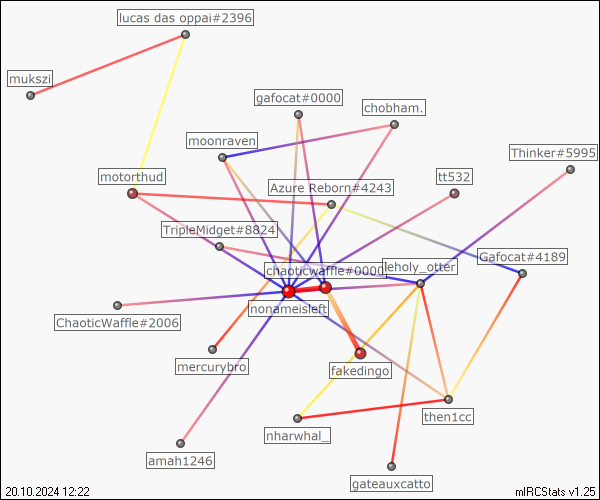 lucas das oppai#2396
mukszi
gafocat#0000
chobham.
moonraven
Thinker#5995
motorthud
Azure Reborn#4243
tt532
TripleMidget#8824
chaoticwaffle#0000
leholy_otter
Gafocat#4189
nonameisleft
ChaoticWaffle#2006
mercurybro
fakedingo
then1cc
nharwhal_
amah1246
gateauxcatto
20.10.2024 12:22
mIRCStats v1.25